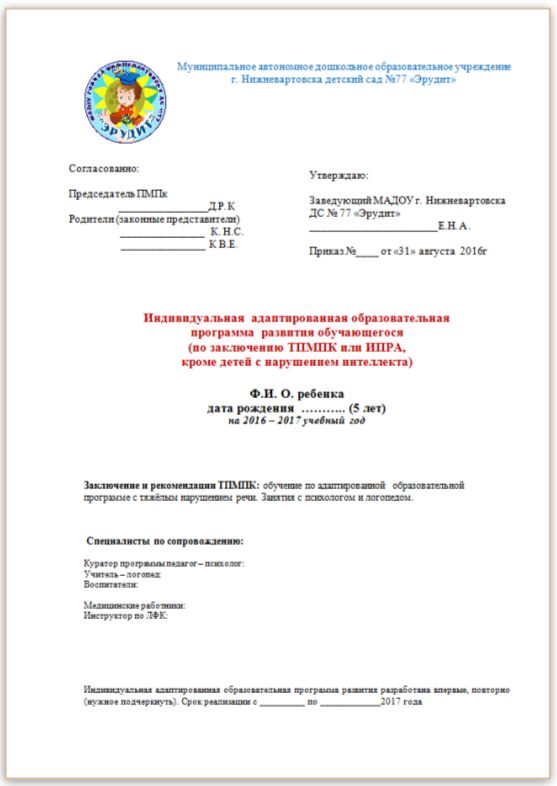 Муниципальное автономное дошкольное образовательное учреждение
г. Нижневартовска детский сад №77 «Эрудит»
"ЭРУДИТ"
Согласованно:
Председатель ПМПк
_________________Д.Р.К
Родители (законные представители)
________________ К.Н.С.
________________ К.В.Е.
Утверждаю:
Заведующий МАДОУ г. Нижневартовска
ДС № 77 «Эрудит»
________________________Е.Н.А.
Приказ №____ от «31» августа 2016г
Индивидуальная адаптированная образовательная
программа развития обучающегося
(по заключению ТПМПК или ИПРА,
кроме детей с нарушением интеллекта)
Ф.И. О. ребенка
дата рождения ……….. (5 лет)
на 2016 – 2017 учебный год
Заключение и рекомендации ТПМПК: обучение по адаптированной образовательной
программе с тяжёлым нарушением речи. Занятия с психологом и логопедом.
Специалисты по сопровождению:
Куратор программы педагог – психолог:
Учитель – логопед:
Воспитатели:
Медицинские работники:
Инструктор по ЛФК:
Индивидуальная адаптированная образовательная программа развития разработана впервые, повторно
(нужное подчеркнуть). Срок реализации с _________ по ____________2017 года